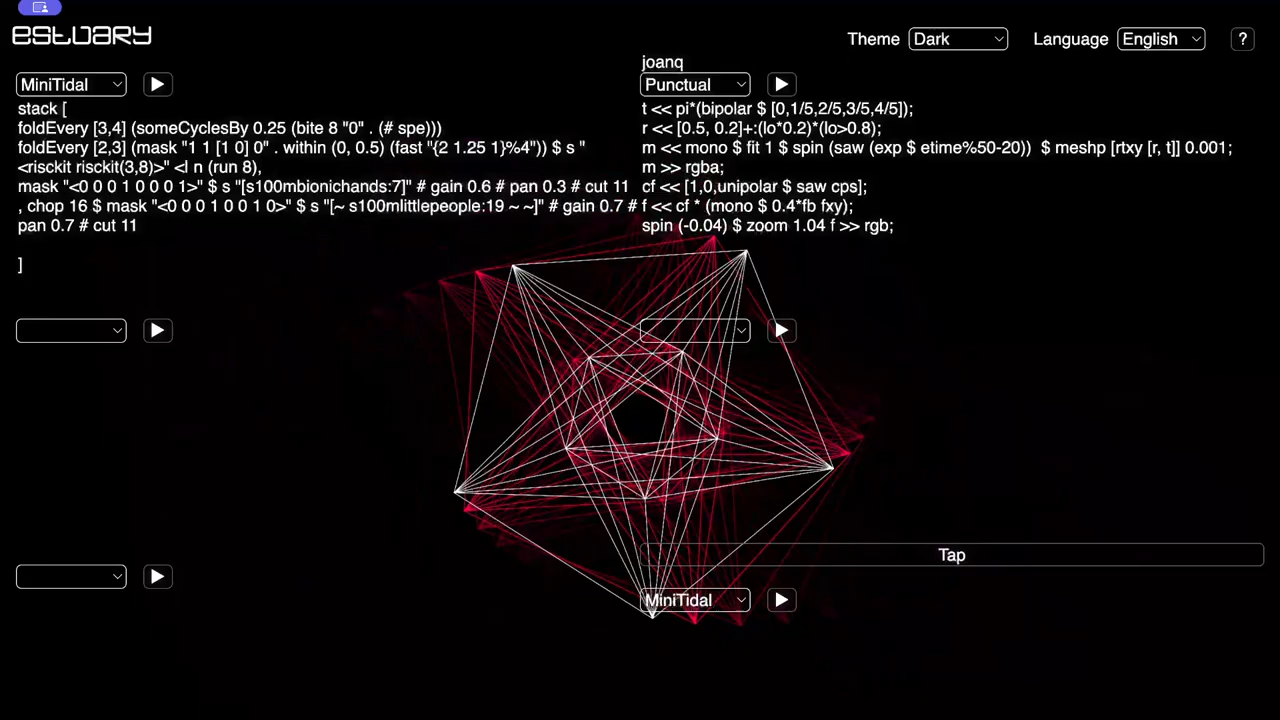 estuary
Theme Dark Language English ?
joanq
MiniTidal
stack [
foldEvery [3,4] (someCyclesBy 0.25 (bite 8 "0" . (# spe)))
foldEvery [2,3] (mask "1 1 [1 0] 0" . within (0, 0.5) (fast "{2 1.25 1}%4")) $ s "
<risckit risckit(3,8)>" <| n (run 8),
mask "<0 0 0 1 0 0 0 1>" $ s "[s100mbionichands:7]" # gain 0.6 # pan 0.3 # cut 11
, chop 16 $ mask "<0 0 0 1 0 0 1 0>" $ s "[~ s100mlittlepeople:19 ~ ~]" # gain 0.7 #
pan 0.7 # cut 11
]
Punctual
t << pi*(bipolar $ [0,1/5,2/5,3/5,4/5]);
r << [0.5, 0.2]+:(lo*0.2)*(lo>0.8);
m << mono $ fit 1 $ spin (saw (exp $ etime%50-20))  $ meshp [rtxy [r, t]] 0.001;
m >> rgba;
cf << [1,0,unipolar $ saw cps];
f << cf * (mono $ 0.4*fb fxy);
spin (-0.04) $ zoom 1.04 f >> rgb;
Tap
MiniTidal